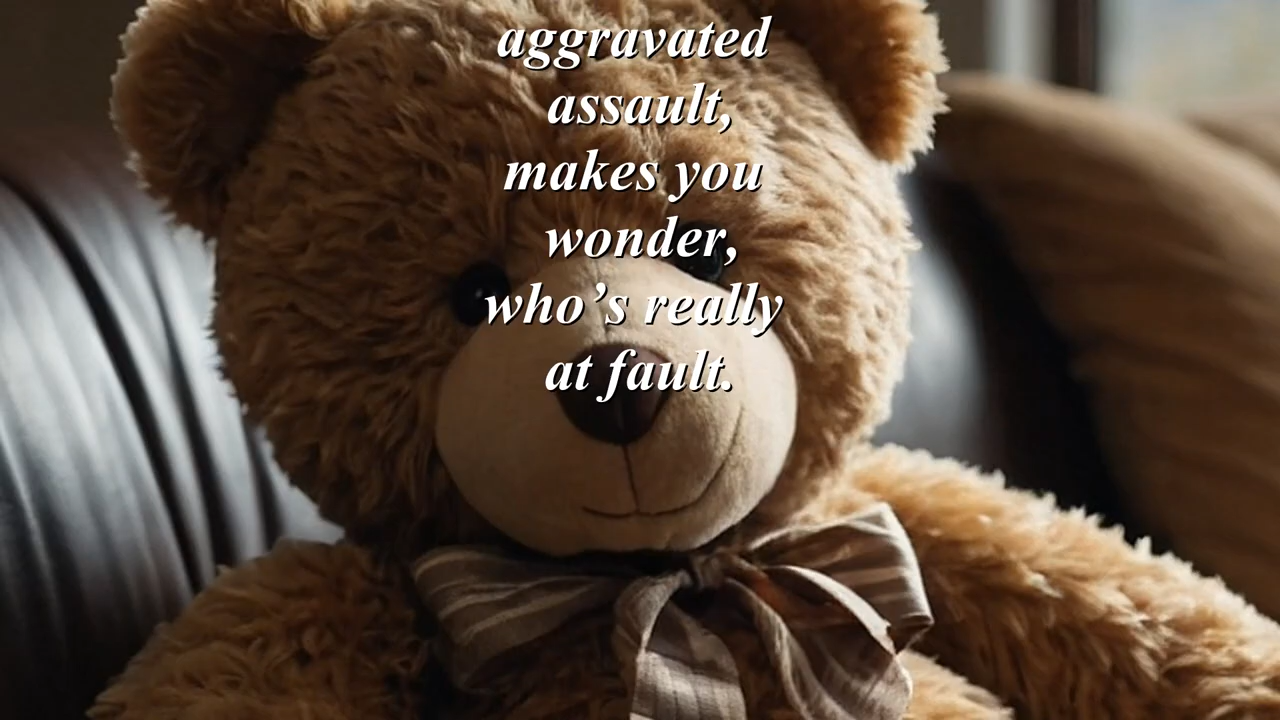 aggravated
assault,
makes you
wonder,
who’s really
at fault.